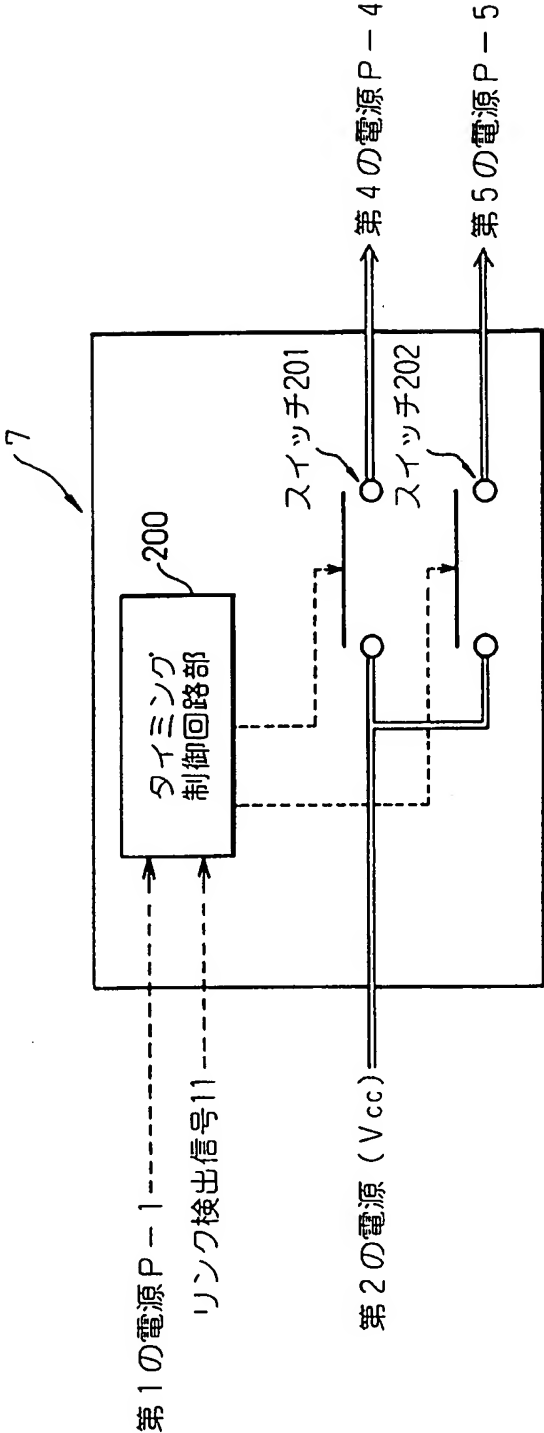 7
200
タイミング
制御回路部
第1の電源P-1
リンク検出信号11
スイッチ201
第4の電源P-4
スイッチ202
第5の電源P-5
第2の電源(Vcc)